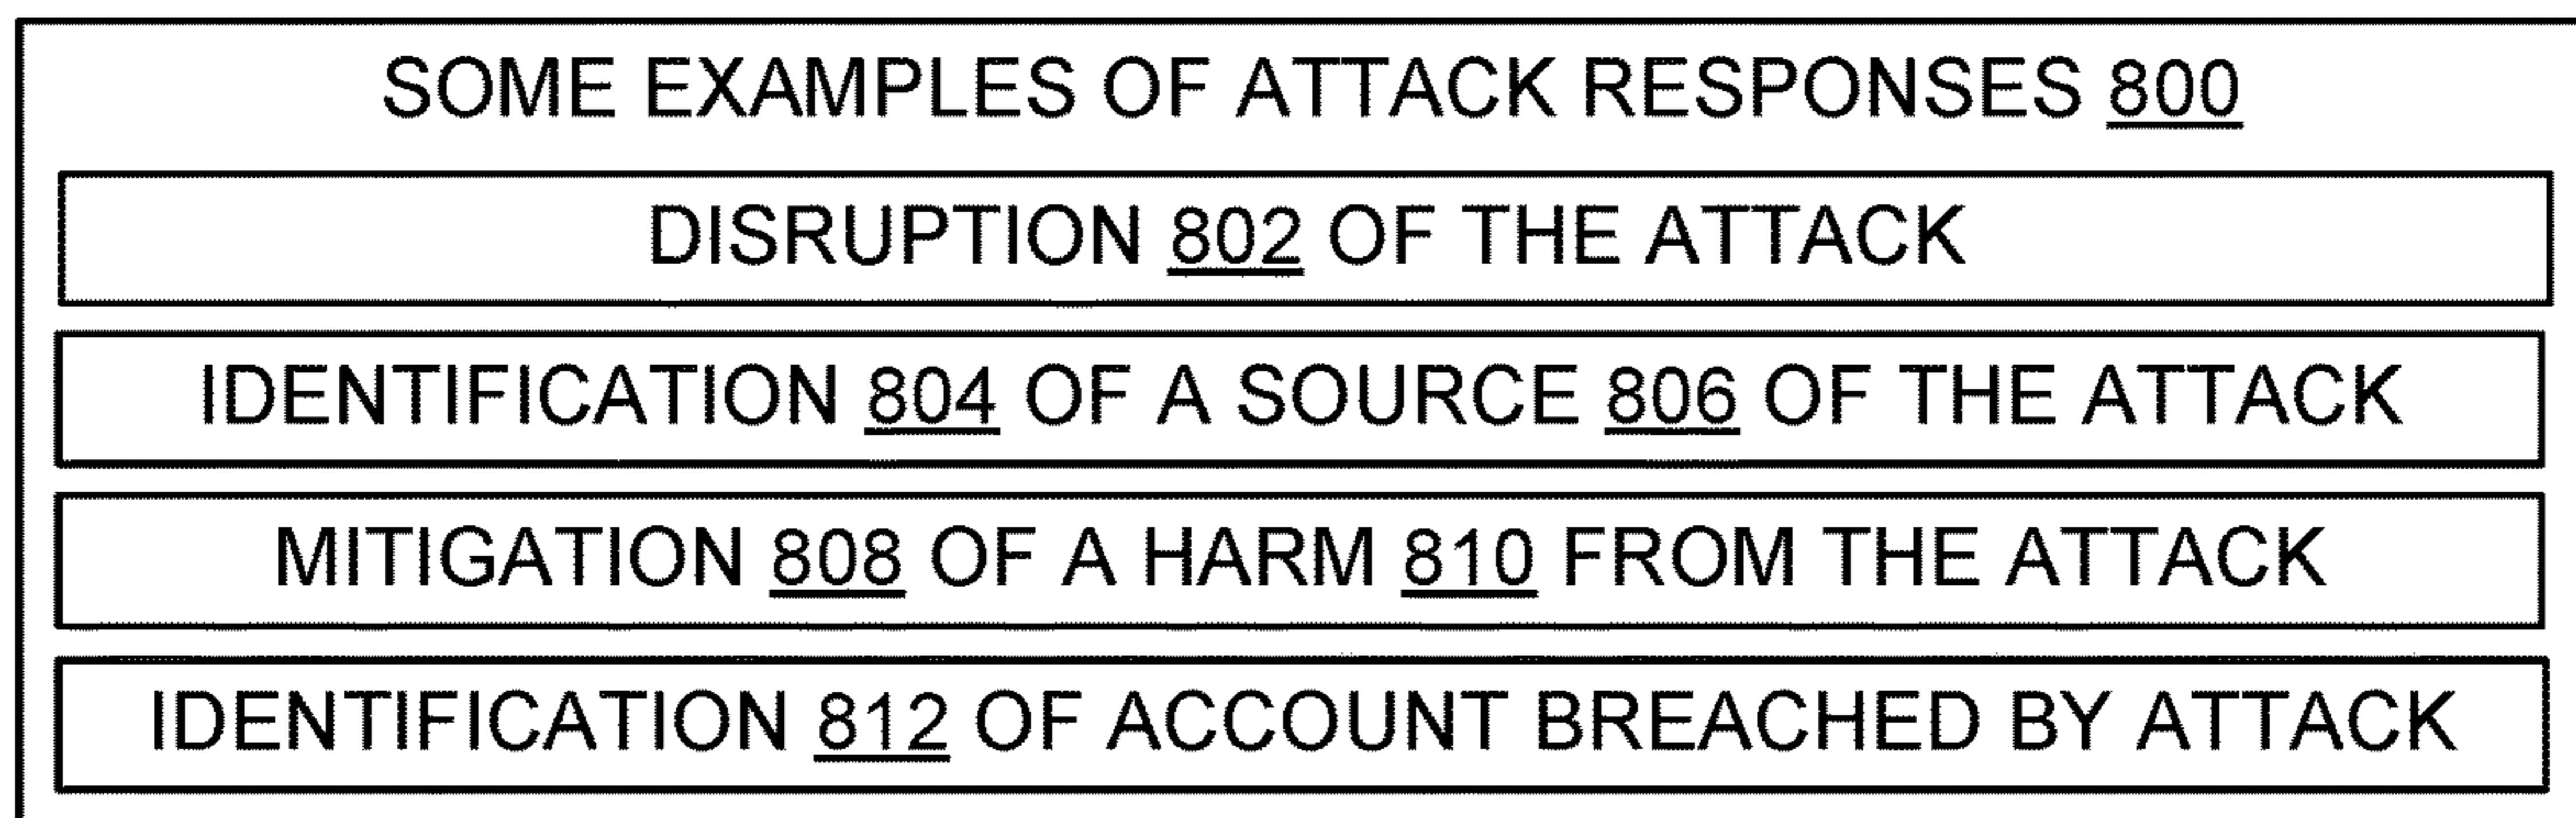 SOME EXAMPLES OF ATTACK RESPONSES 800
DISRUPTION 802 OF THE ATTACK
IDENTIFICATION 804 OF A SOURCE 806 OF THE ATTACK
MITIGATION 808 OF A HARM 810 FROM THE ATTACK
IDENTIFICATION 812 OF ACCOUNT BREACHED BY ATTACK